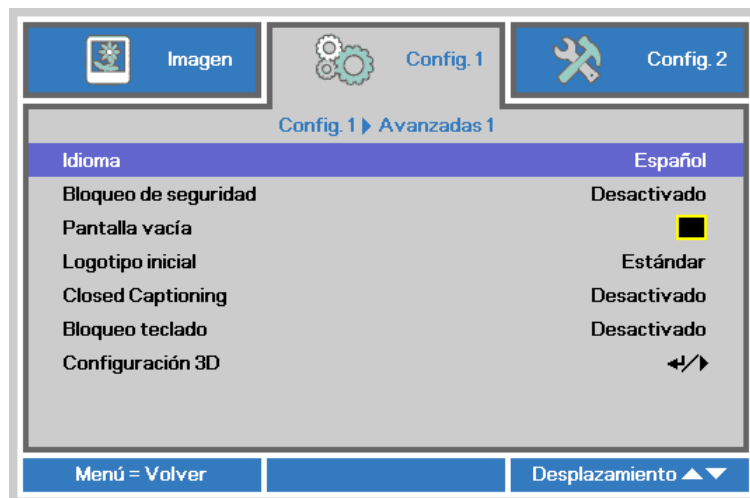 Imagen
Config. 1
Config. 2
Config. 1 ▶ Avanzadas 1
Idioma Español
Bloqueo de seguridad Desactivado
Pantalla vacía
Logotipo inicial Estándar
Closed Captioning Desactivado
Bloqueo teclado Desactivado
Configuración 3D ↵/▶
Menú = Volver
Desplazamiento ▲▼